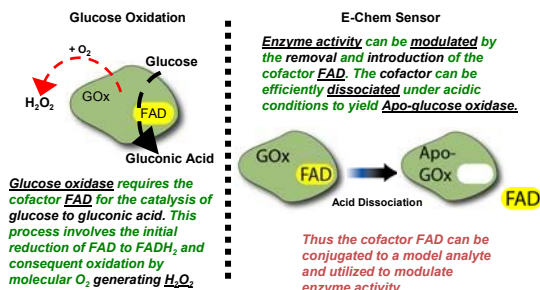 Glucose Oxidation
+ O2
Glucose
GOx
H2O2
FAD
Gluconic Acid
Glucose oxidase requires the
cofactor FAD for the catalysis of
glucose to gluconic acid. This
process involves the initial
reduction of FAD to FADH2 and
consequent oxidation by
molecular O2 generating H2O2
E-Chem Sensor
Enzyme activity can be modulated by
the removal and introduction of the
cofactor FAD. The cofactor can be
efficiently dissociated under acidic
conditions to yield Apo-glucose oxidase.
GOx
FAD
Acid Dissociation
Apo-
GOx
FAD
Thus the cofactor FAD can be
conjugated to a model analyte
and utilized to modulate
enzyme activity